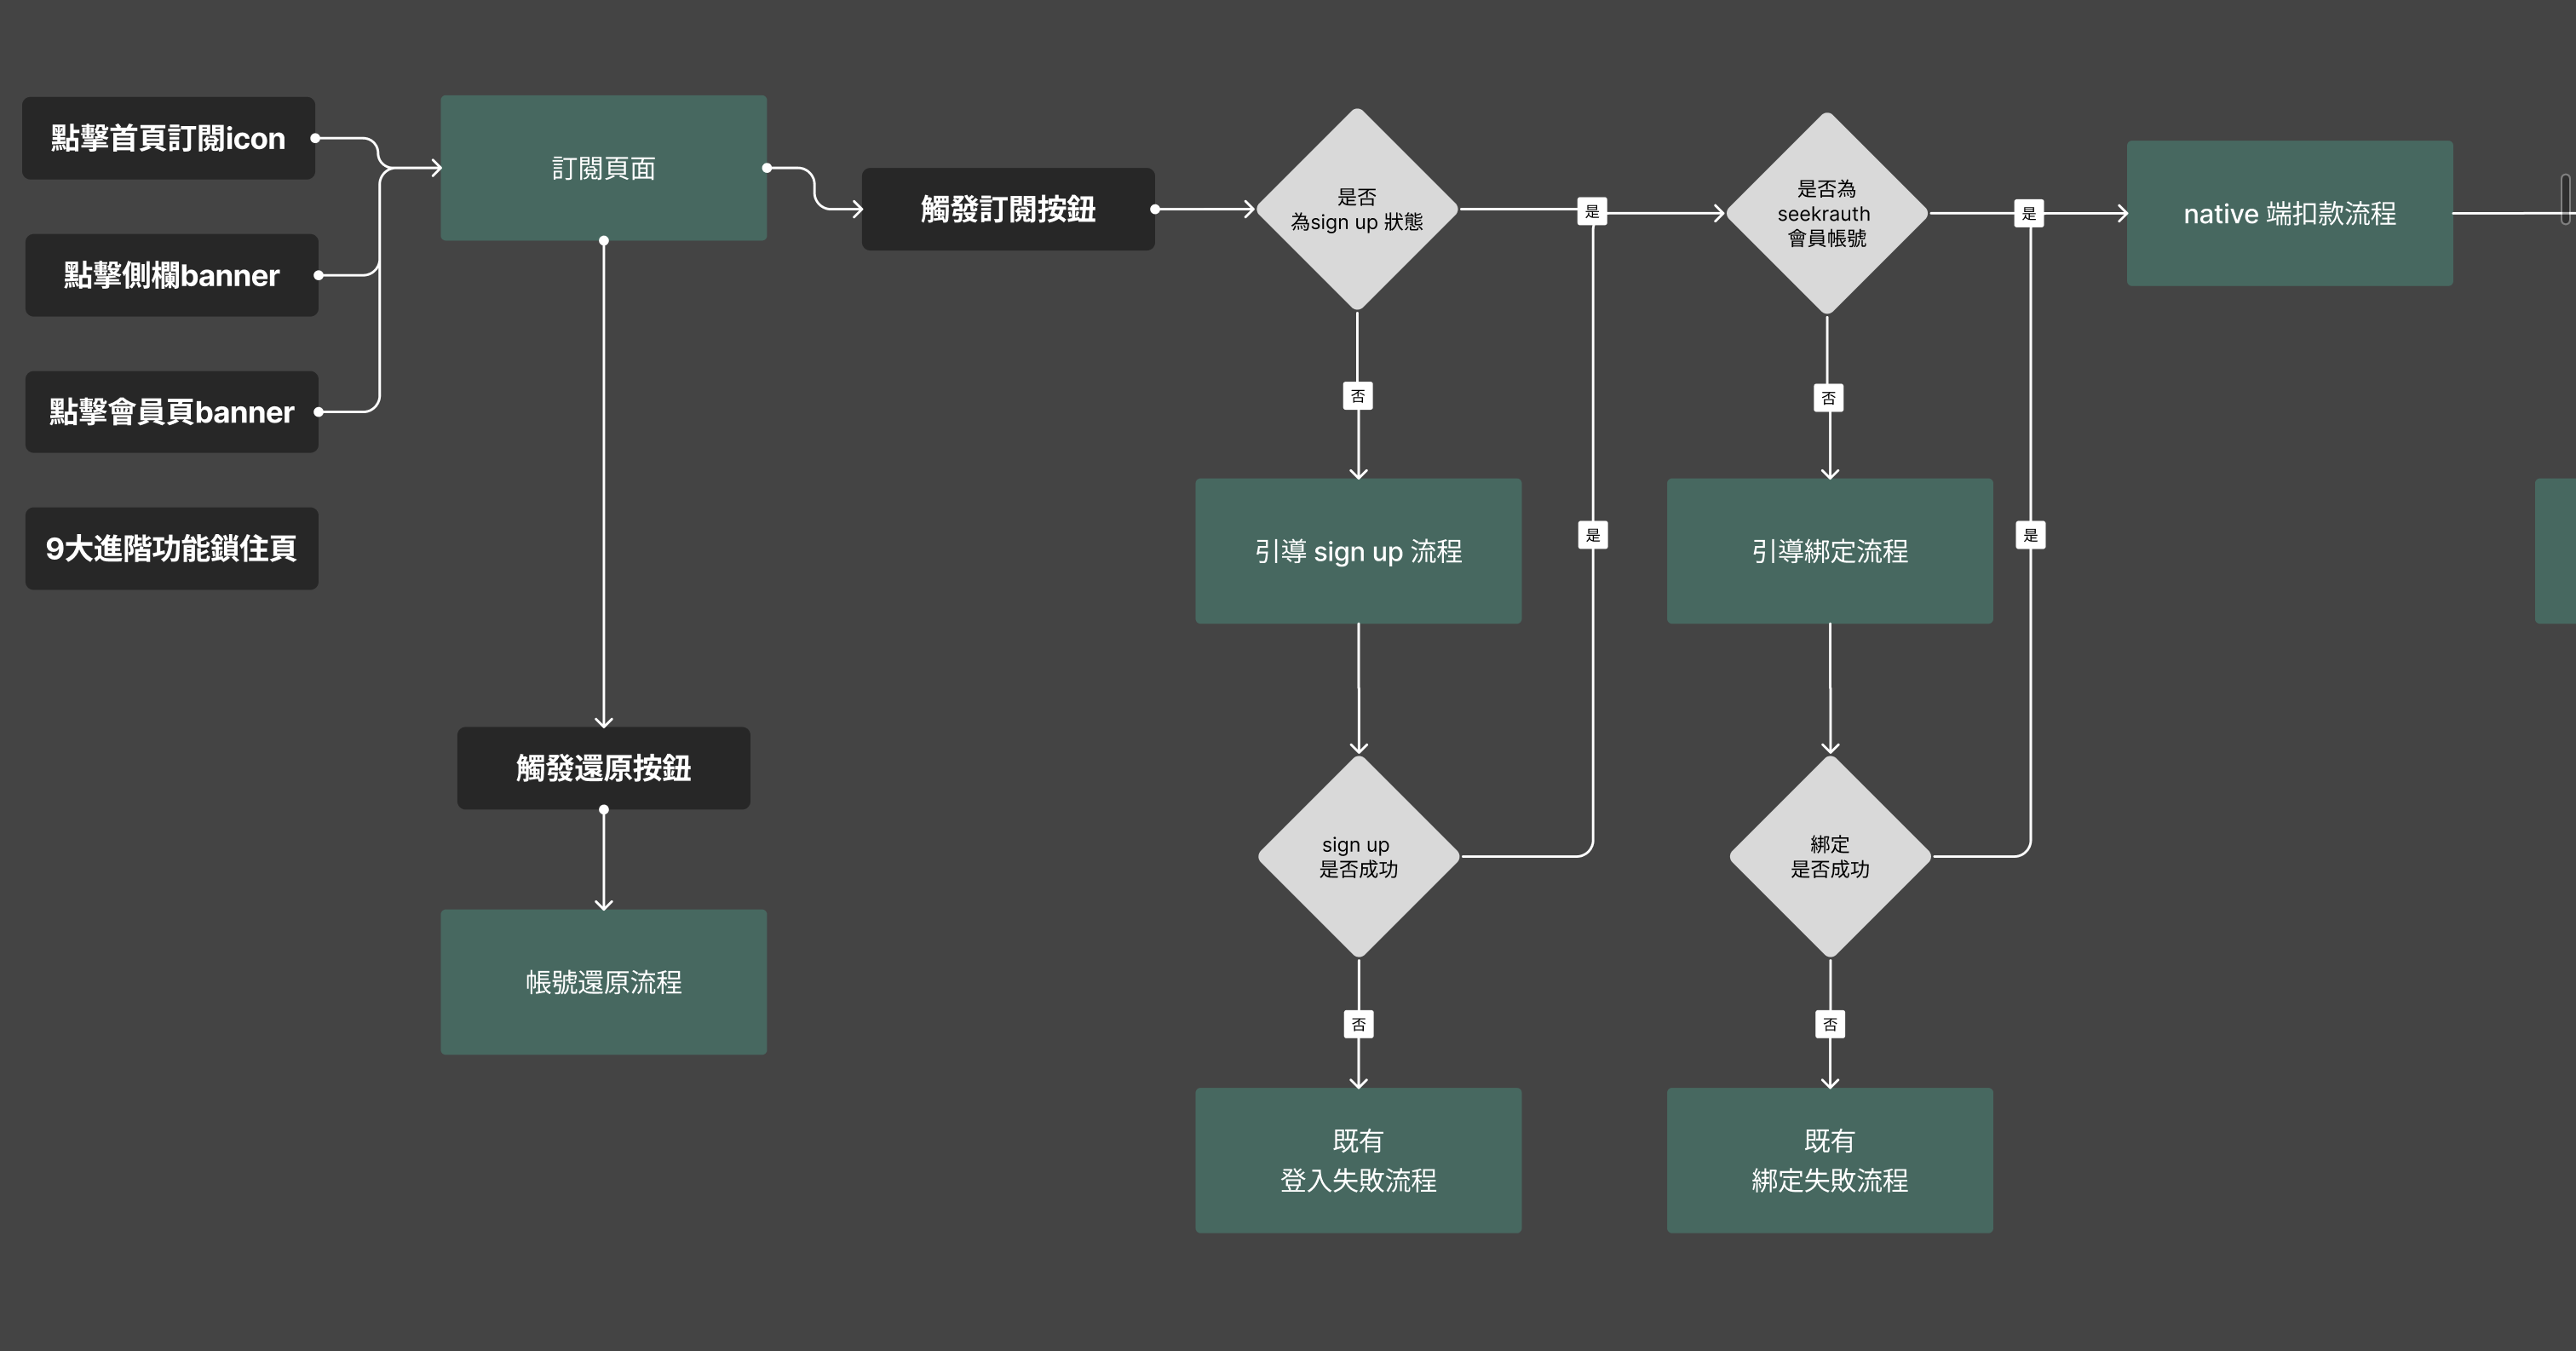 點擊首頁訂閱icon
點擊側欄banner
點擊會員頁banner
9大進階功能鎖住頁
訂閱頁面
觸發訂閱按鈕
觸發還原按鈕
帳號還原流程
是否
為sign up 狀態
是
否
引導 sign up 流程
是
sign up
是否成功
否
既有
登入失敗流程
是否為
seekrauth
會員帳號
是
否
引導綁定流程
是
綁定
是否成功
否
既有
綁定失敗流程
native 端扣款流程